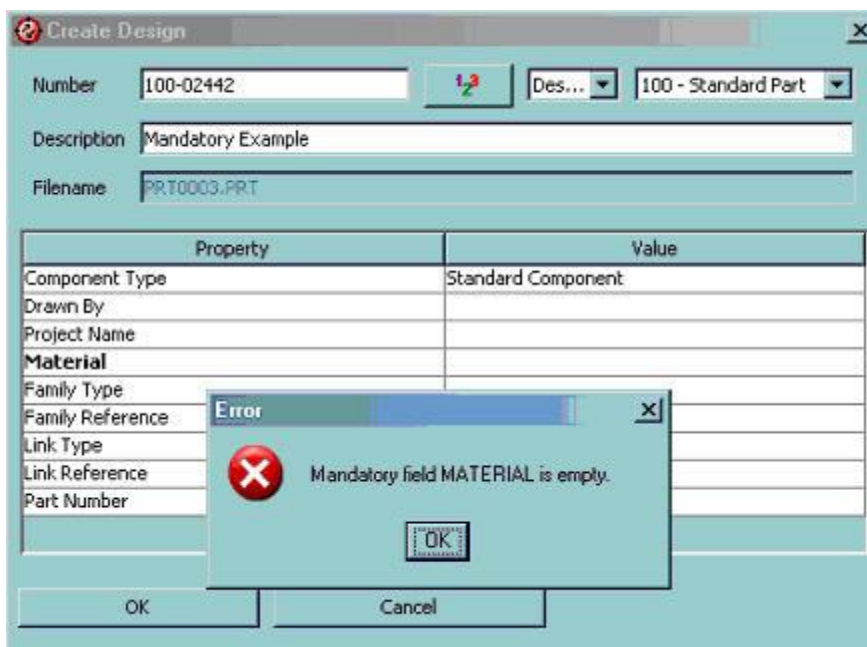 Create Design
Number 100-02442 123 Des... 100 - Standard Part
Description Mandatory Example
Filename PRT0003.PRT
Property Value
Component Type Standard Component
Drawn By
Project Name
Material
Family Type
Family Reference
Link Type
Link Reference
Part Number
Error
Mandatory field MATERIAL is empty.
OK
OK Cancel